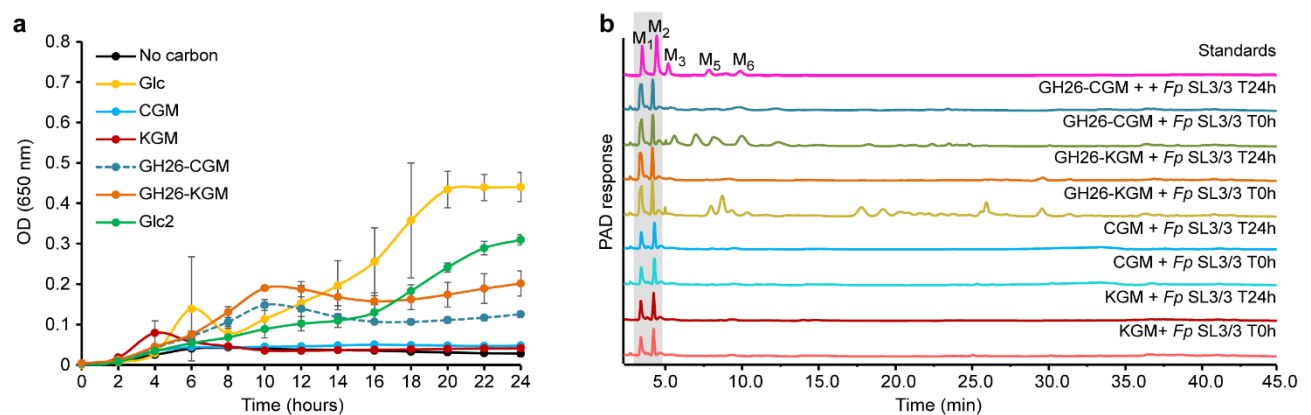 a
0.8
0.7
0.6
0.5
0.4
0.3
0.2
0.1
0
OD (650 nm)
No carbon
Glc
CGM
KGM
GH26-CGM
GH26-KGM
Glc2
0 2 4 6 8 10 12 14 16 18 20 22 24
Time (hours)
b
PAD response
M1 M2 M3 M5 M6
Standards
GH26-CGM + + Fp SL3/3 T24h
GH26-CGM + Fp SL3/3 T0h
GH26-KGM + Fp SL3/3 T24h
GH26-KGM + Fp SL3/3 T0h
CGM + Fp SL3/3 T24h
CGM + Fp SL3/3 T0h
KGM + Fp SL3/3 T24h
KGM+ Fp SL3/3 T0h
5.0 10.0 15.0 20.0 25.0 30.0 35.0 40.0 45.0
Time (min)